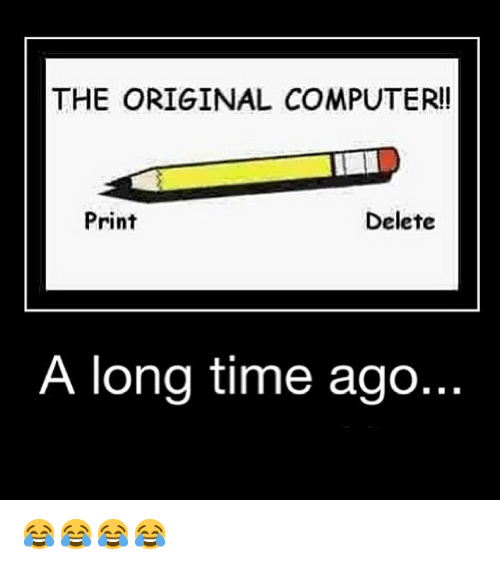 THE ORIGINAL COMPUTER!!
Print Delete
A long time ago...
😂😂😂😂